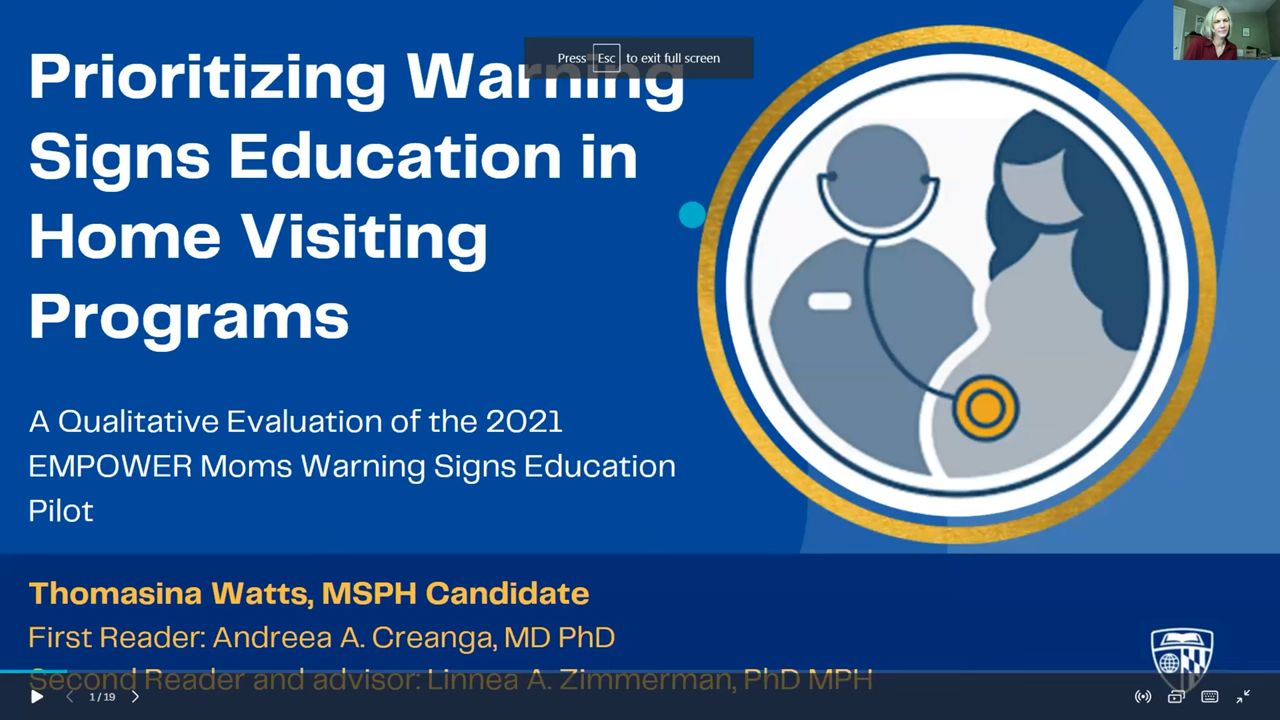 Prioritizing Warning
Signs Education in
Home Visiting
Programs
Press Esc to exit full screen
A Qualitative Evaluation of the 2021
EMPOWER Moms Warning Signs Education
Pilot
Thomasina Watts, MSPH Candidate
First Reader: Andreea A. Creanga, MD PhD
Second Reader and advisor: Linnea A. Zimmerman, PhD MPH
1 / 19